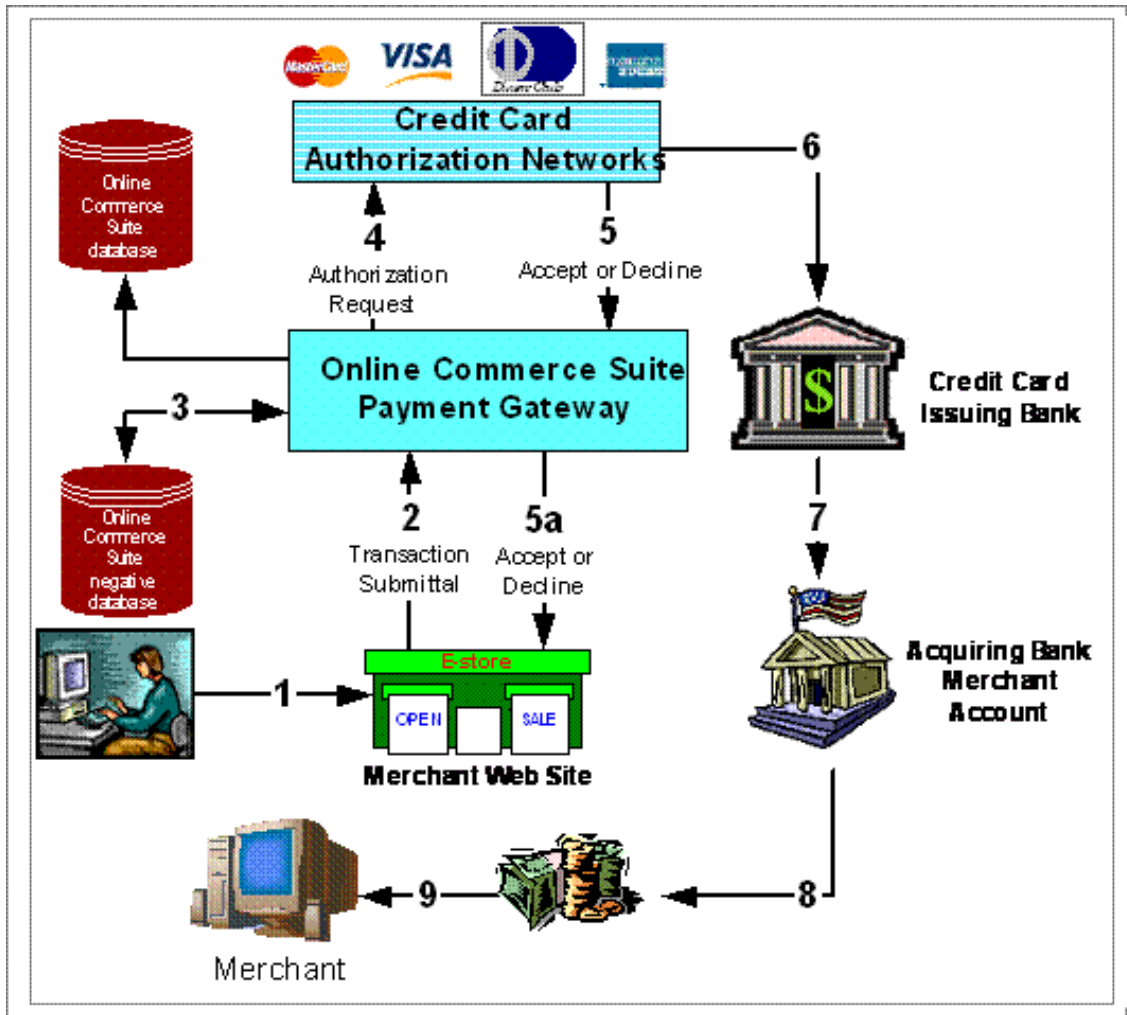 MasterCard
VISA
Diners Club
Credit Card
Authorization Networks
6
Online
Commerce
Suite
database
4
Authorization
Request
5
Accept or Decline
Online Commerce Suite
Payment Gateway
3
Credit Card
Issuing Bank
Online
Commerce
Suite
negative
database
2
Transaction
Submittal
5a
Accept or
Decline
7
$
1
E-store
OPEN
SALE
Merchant Web Site
Acquiring Bank
Merchant
Account
9
8
Merchant